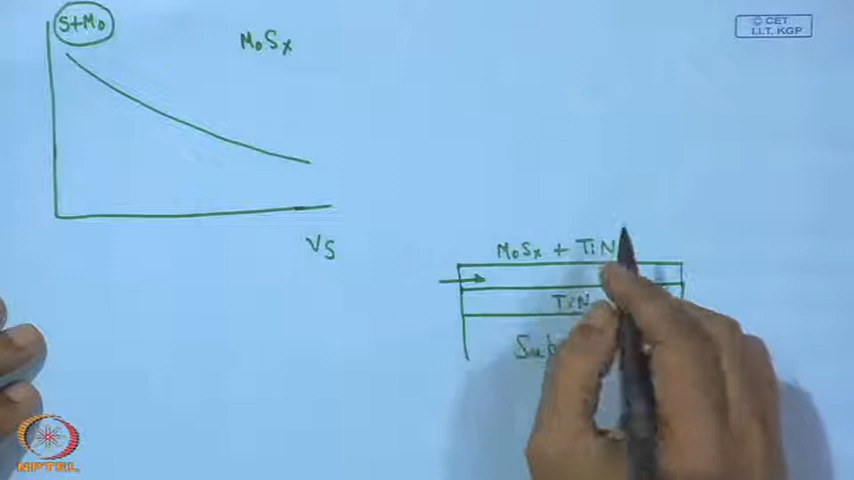 S+Mo
MoSx
© CET
I.I.T. KGP
VS
MoSx + TiN
TiN
NPTEL